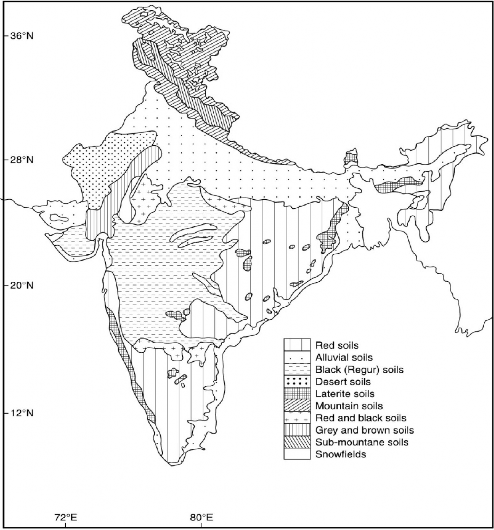 36°N
28°N
20°N
12°N
Red soils
Alluvial soils
Black (Regur) soils
Desert soils
Laterite soils
Mountain soils
Red and black soils
Grey and brown soils
Sub-mountane soils
Snowfields
72°E 80°E